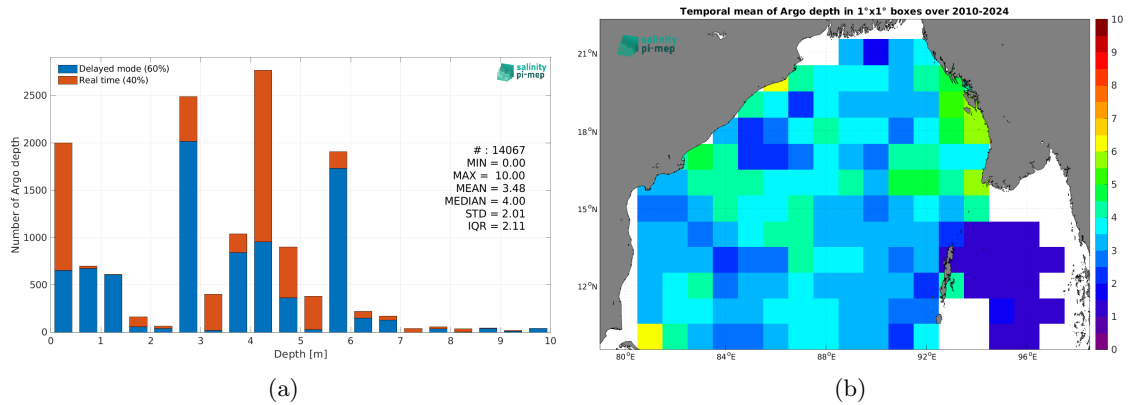 Delayed mode (60%)
Real time (40%)
salinity
pi-mep
# : 14067
MIN = 0.00
MAX = 10.00
MEAN = 3.48
MEDIAN = 4.00
STD = 2.01
IQR = 2.11
Number of Argo depth
2500
2000
1500
1000
500
0
0 1 2 3 4 5 6 7 8 9 10
Depth [m]
(a)
Temporal mean of Argo depth in 1°x1° boxes over 2010-2024
salinity
pi-mep
21°N
18°N
15°N
12°N
80°E 84°E 88°E 92°E 96°E
10
9
8
7
6
5
4
3
2
1
0
(b)